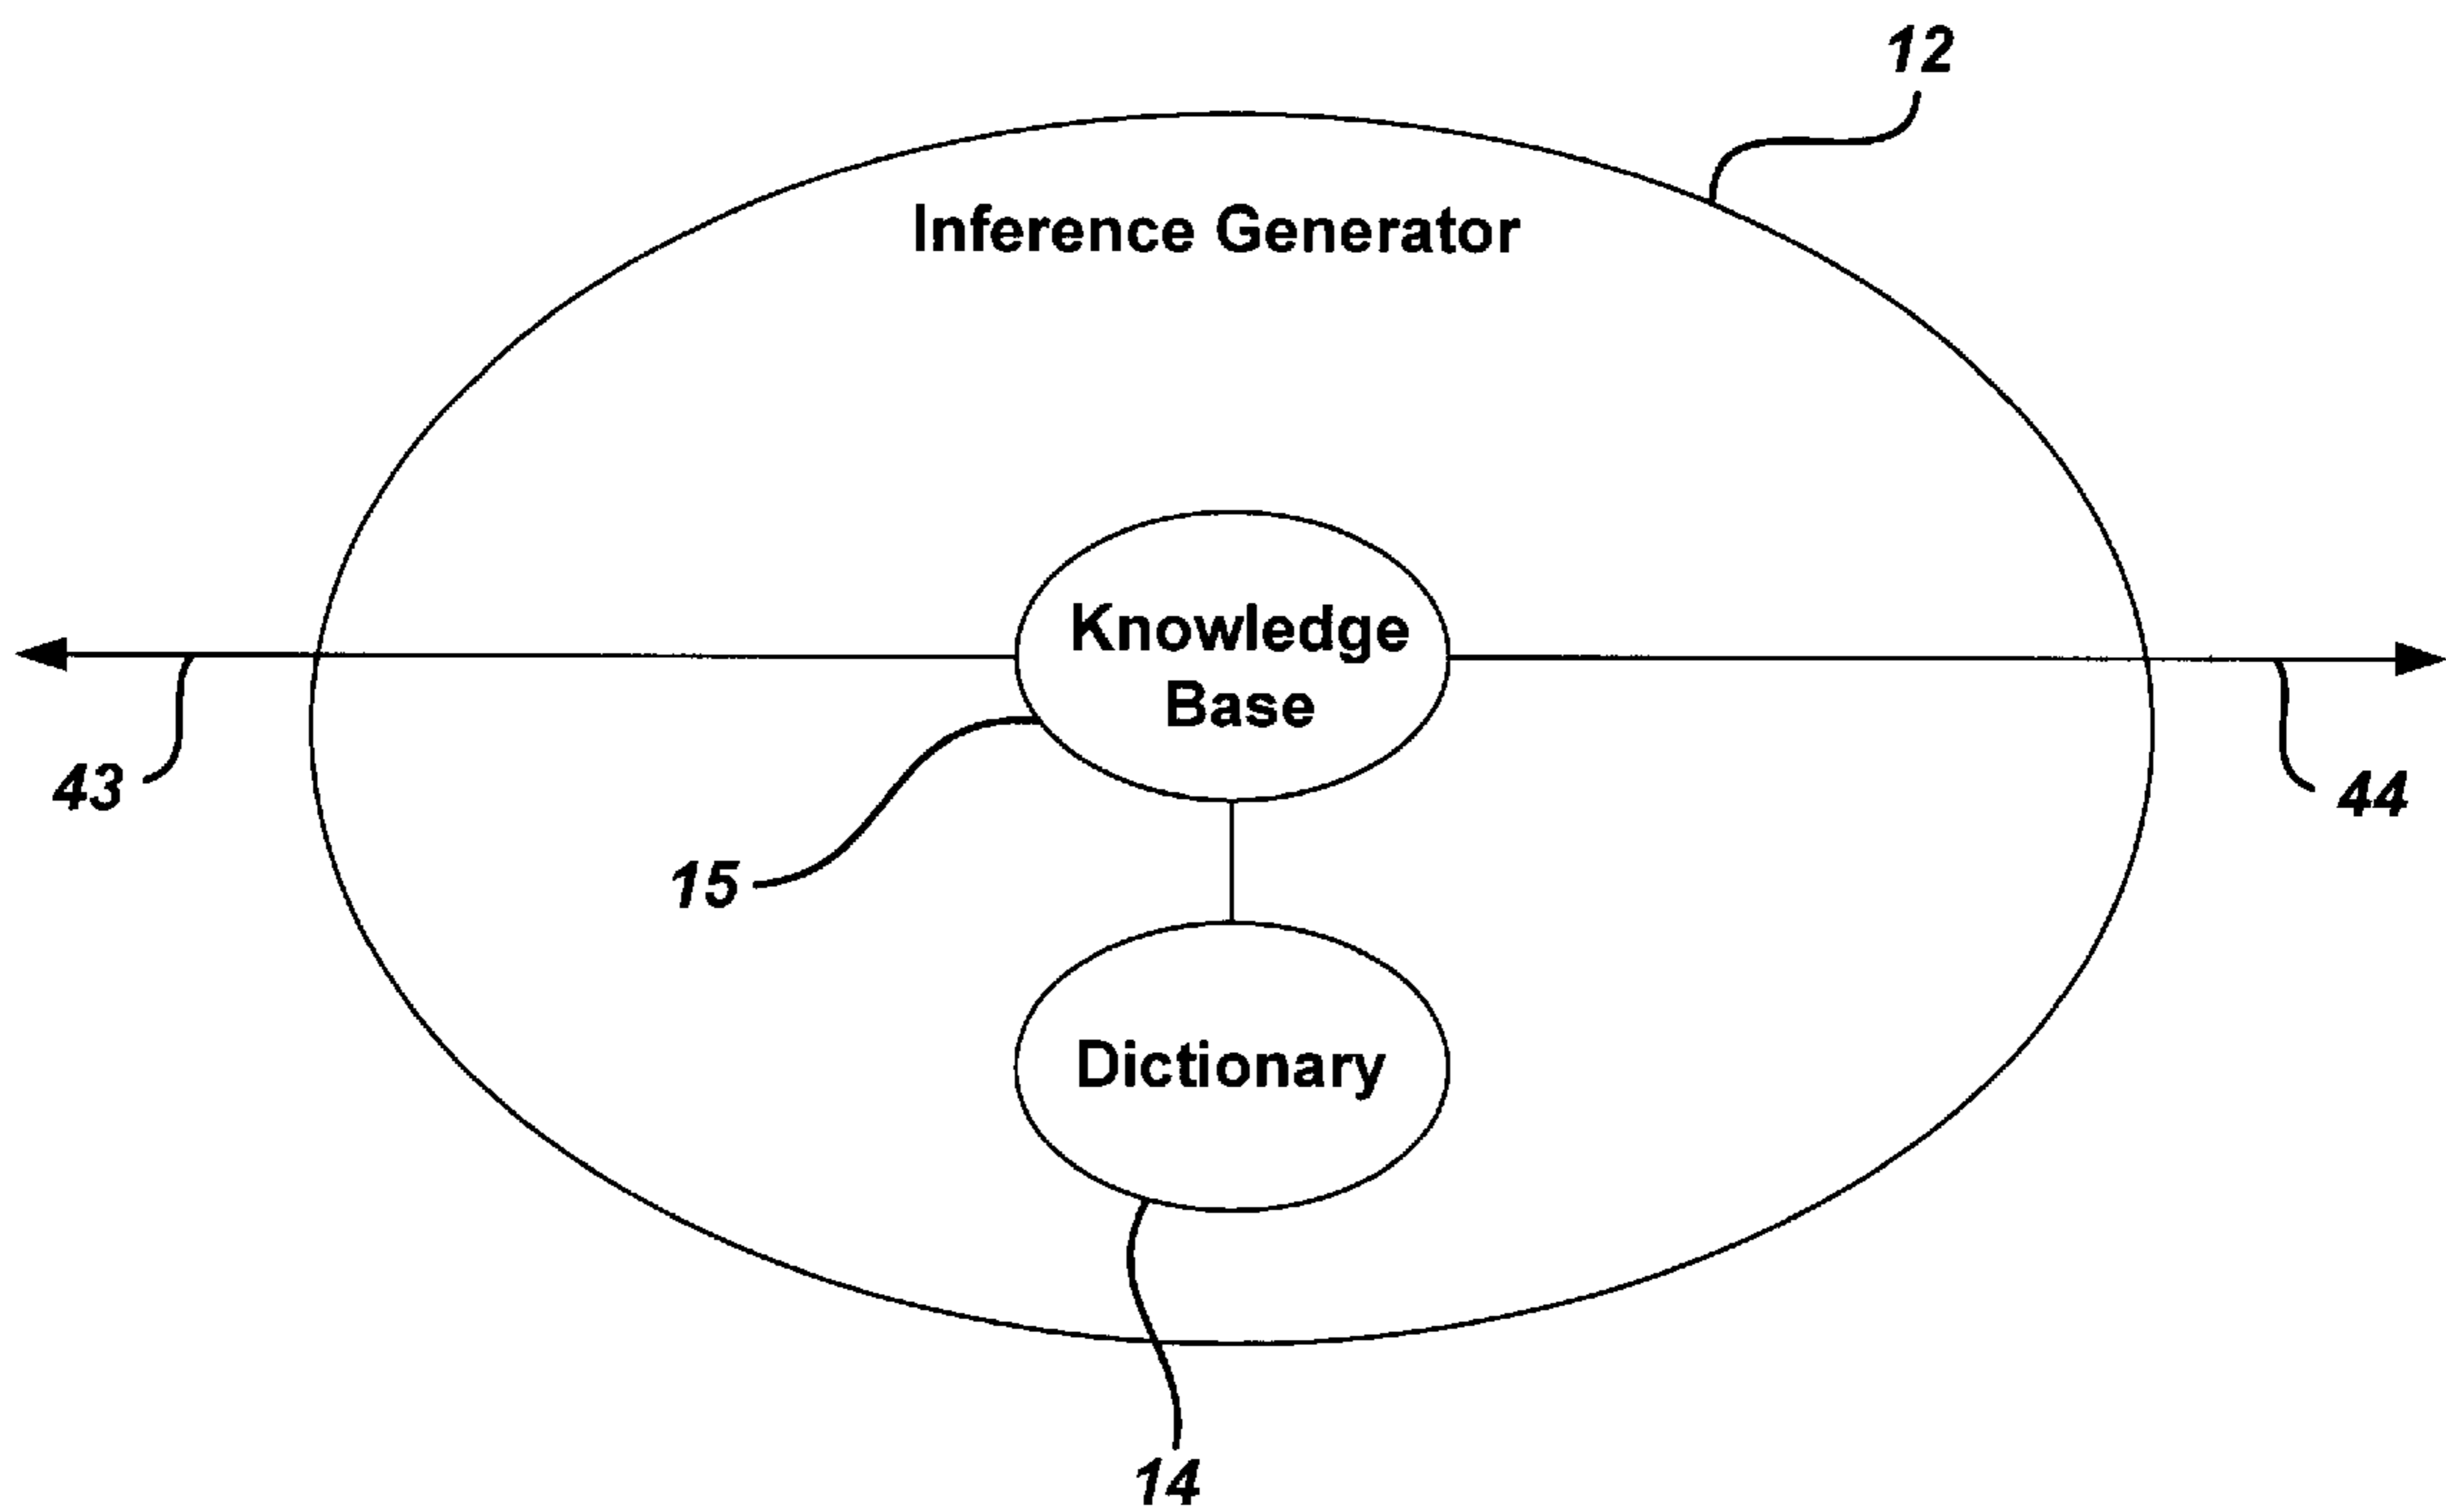 12
Inference Generator
Knowledge
Base
43
44
15
Dictionary
14